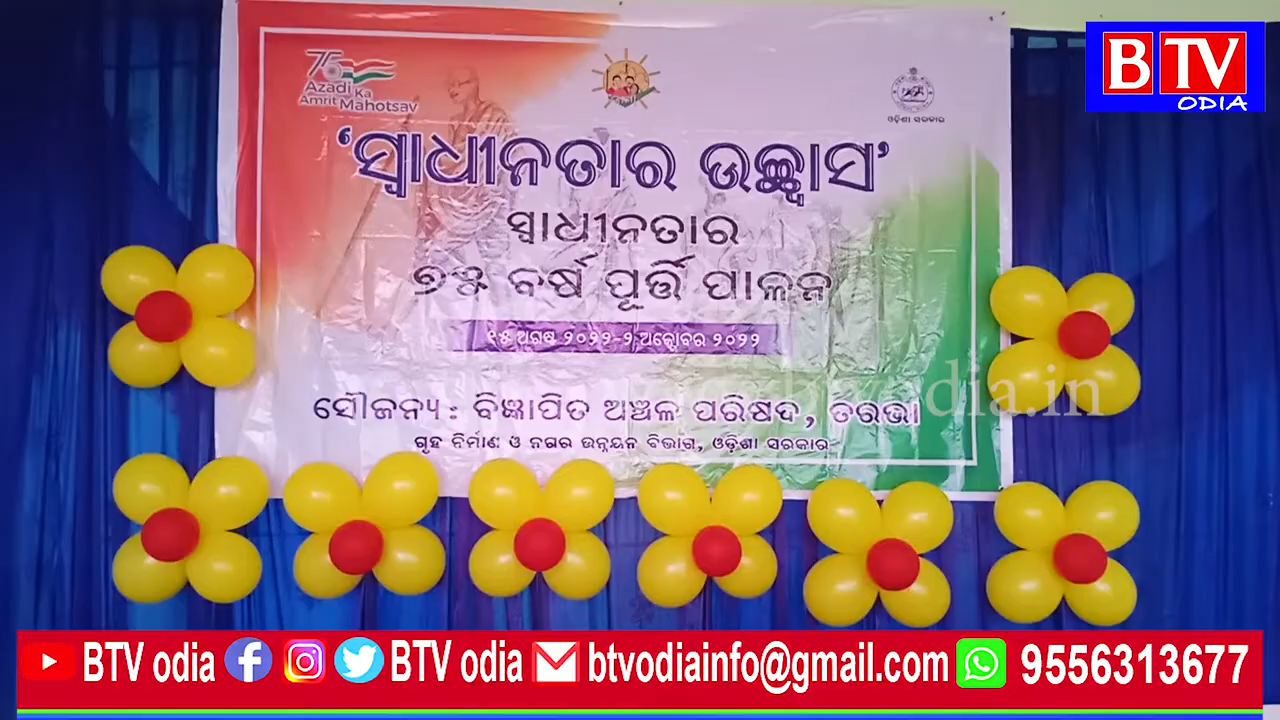 BTV
ODIA
75
Azadi Ka
Amrit Mahotsav
ଓଡ଼ିଶା ସରକାର
‘ସ୍ୱାଧୀନତାର ଉଚ୍ଛ୍ୱାସ’
ସ୍ୱାଧୀନତାର
୭୫ ବର୍ଷ ପୂର୍ତ୍ତି ପାଳନ
୧୫ ଅଗଷ୍ଟ ୨୦୨୨-୨ ଅକ୍ଟୋବର ୨୦୨୨
ସୌଜନ୍ୟ: ବିଜ୍ଞାପିତ ଅଞ୍ଚଳ ପରିଷଦ, ତରଭା
ଗୃହ ନିର୍ମାଣ ଓ ନଗର ଉନ୍ନୟନ ବିଭାଗ, ଓଡ଼ିଶା ସରକାର
BTV odia BTV odia btvodiainfo@gmail.com 9556313677